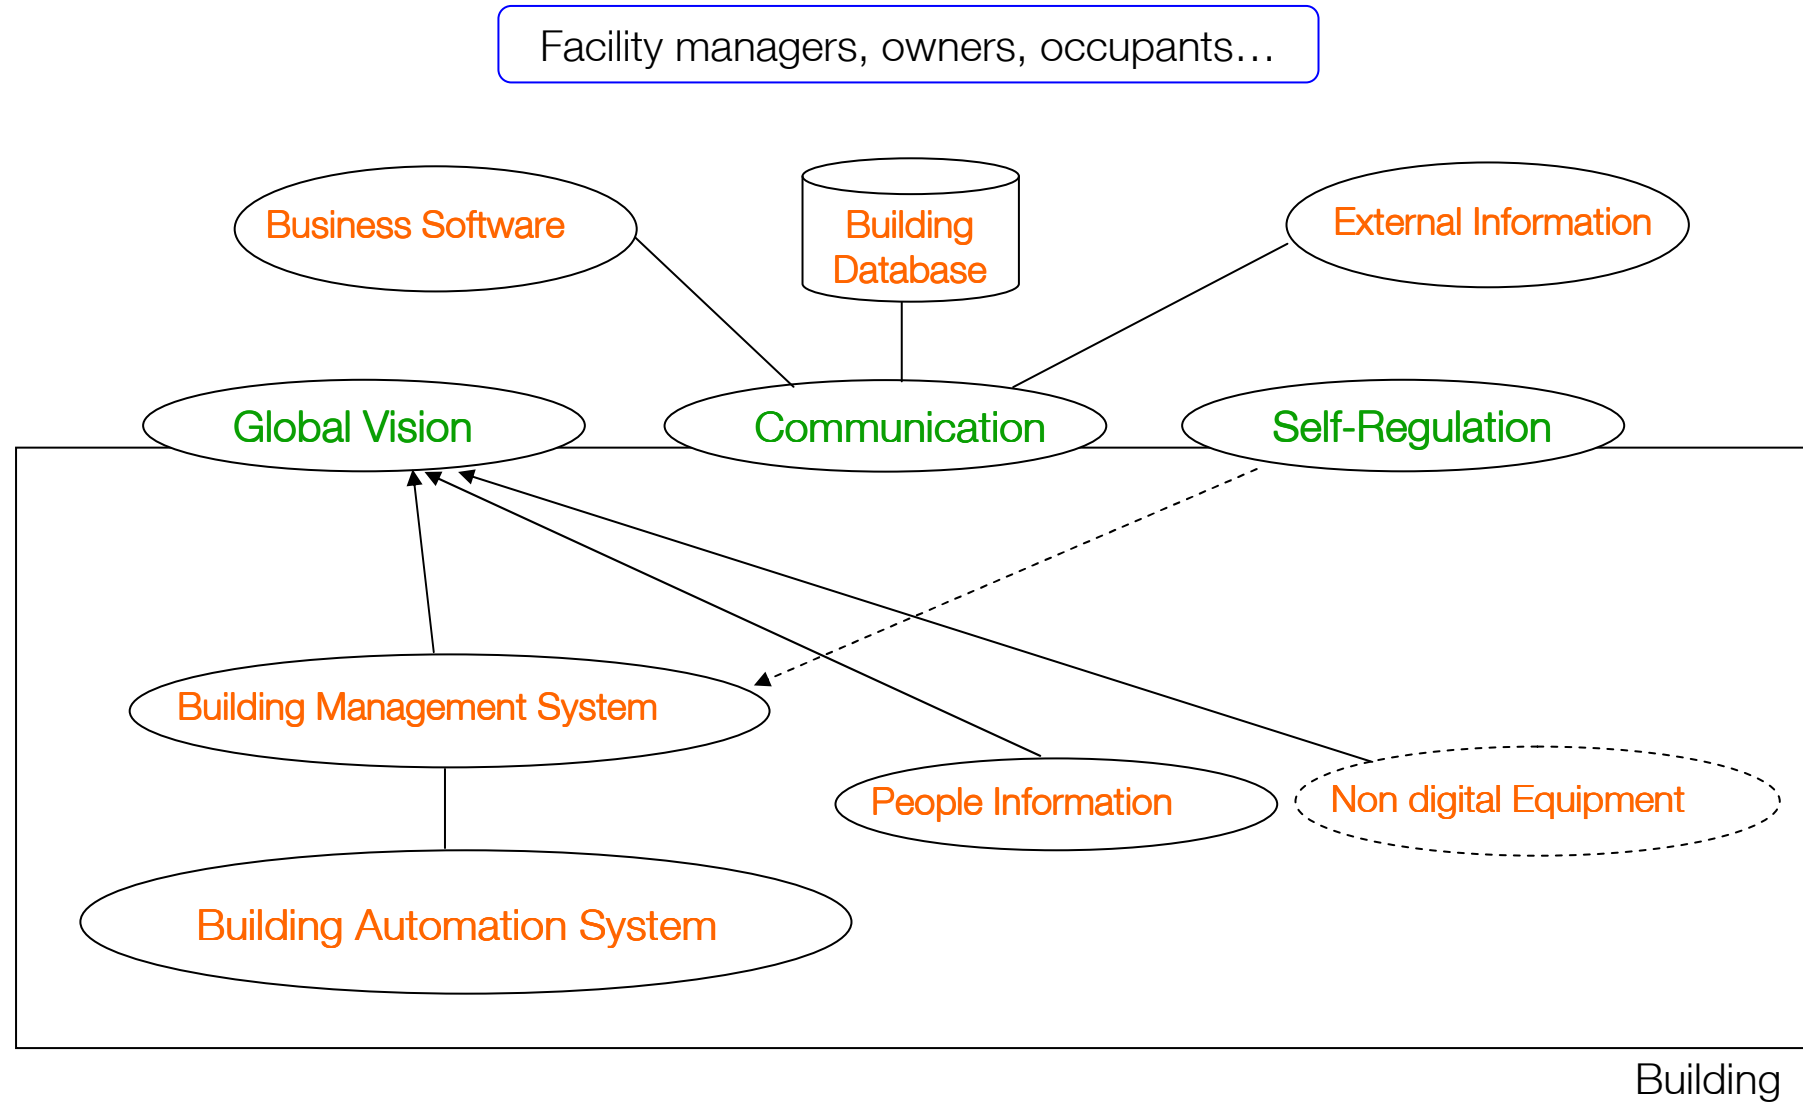 Facility managers, owners, occupants…
Business Software
Building
Database
External Information
Global Vision
Communication
Self-Regulation
Building Management System
People Information
Non digital Equipment
Building Automation System
Building